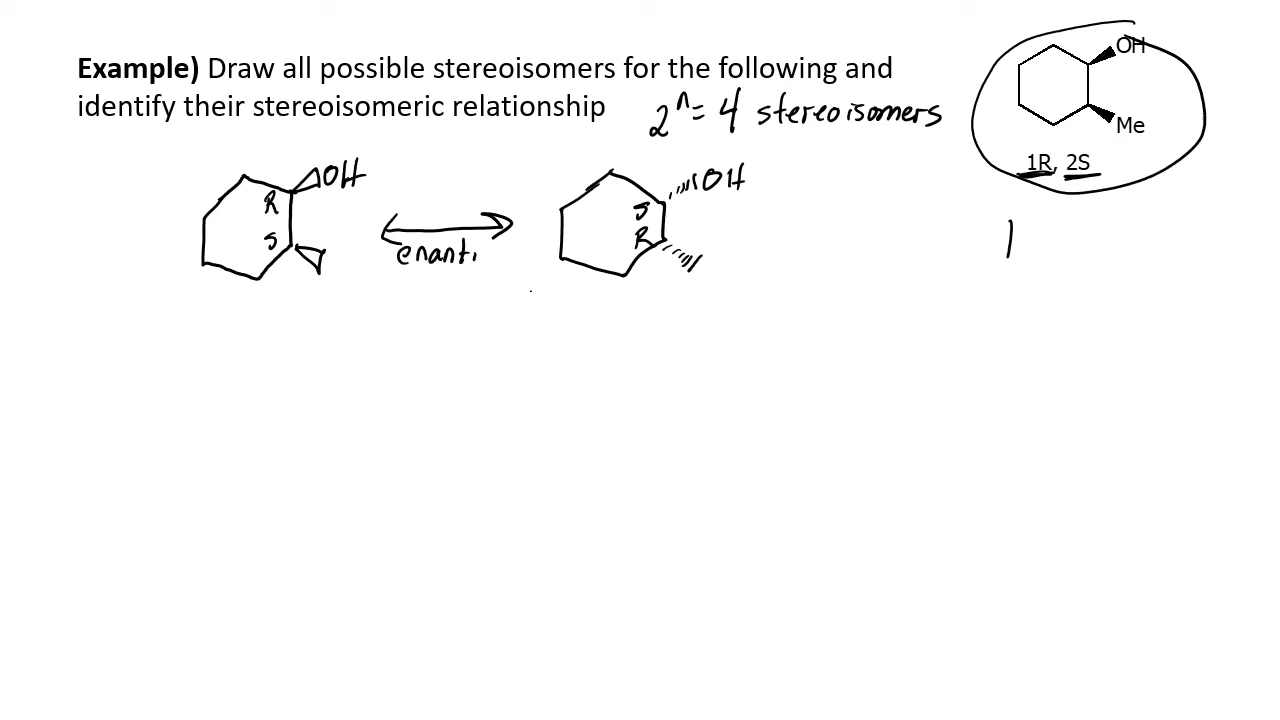 Example) Draw all possible stereoisomers for the following and
identify their stereoisomeric relationship
2^n = 4 stereoisomers
OH
Me
1R, 2S
OH
R
S
enanti
OH
S
R
1